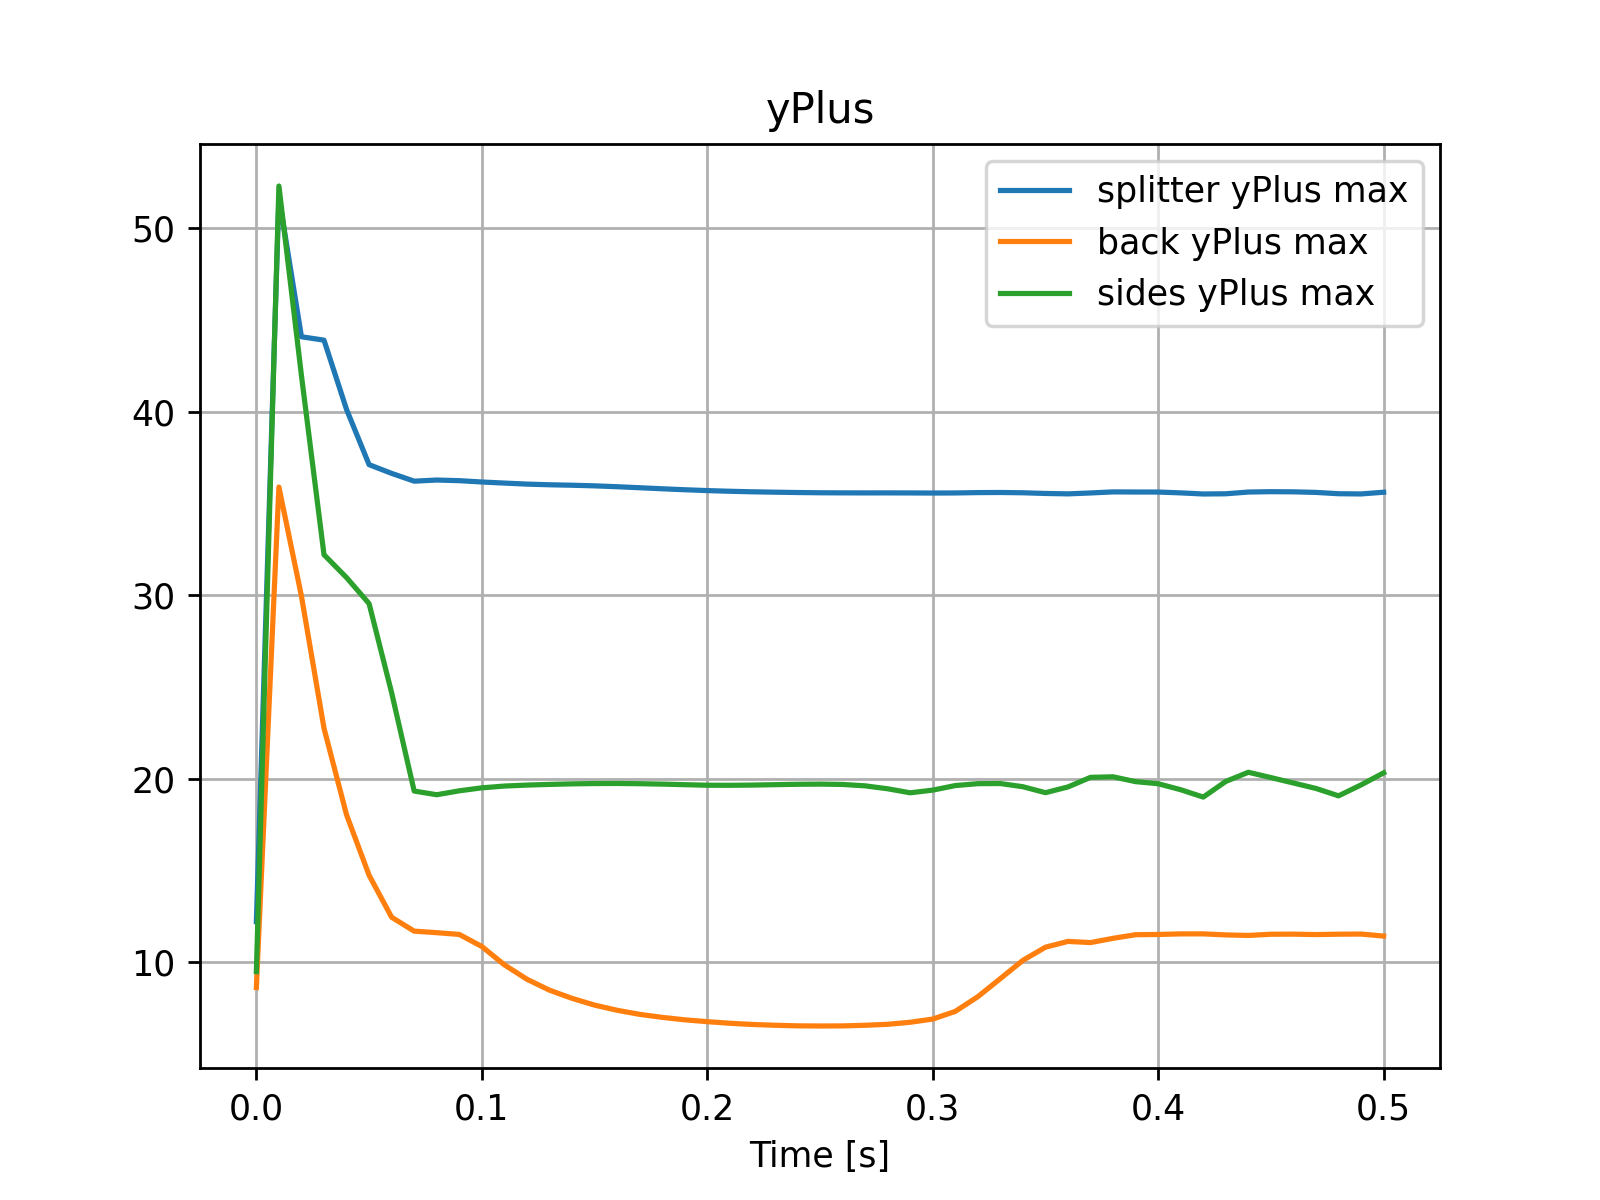 yPlus
splitter yPlus max
back yPlus max
sides yPlus max
50
40
30
20
10
0.0 0.1 0.2 0.3 0.4 0.5
Time [s]